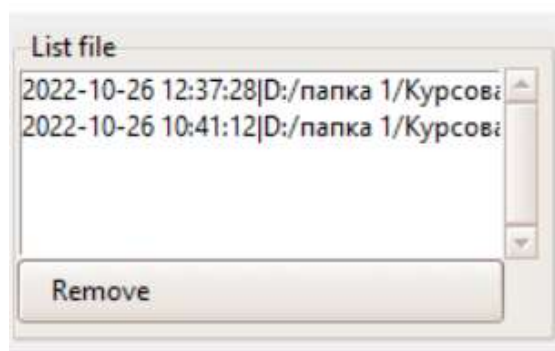 List file
2022-10-26 12:37:28|D:/папка 1/Курсова
2022-10-26 10:41:12|D:/папка 1/Курсова
Remove